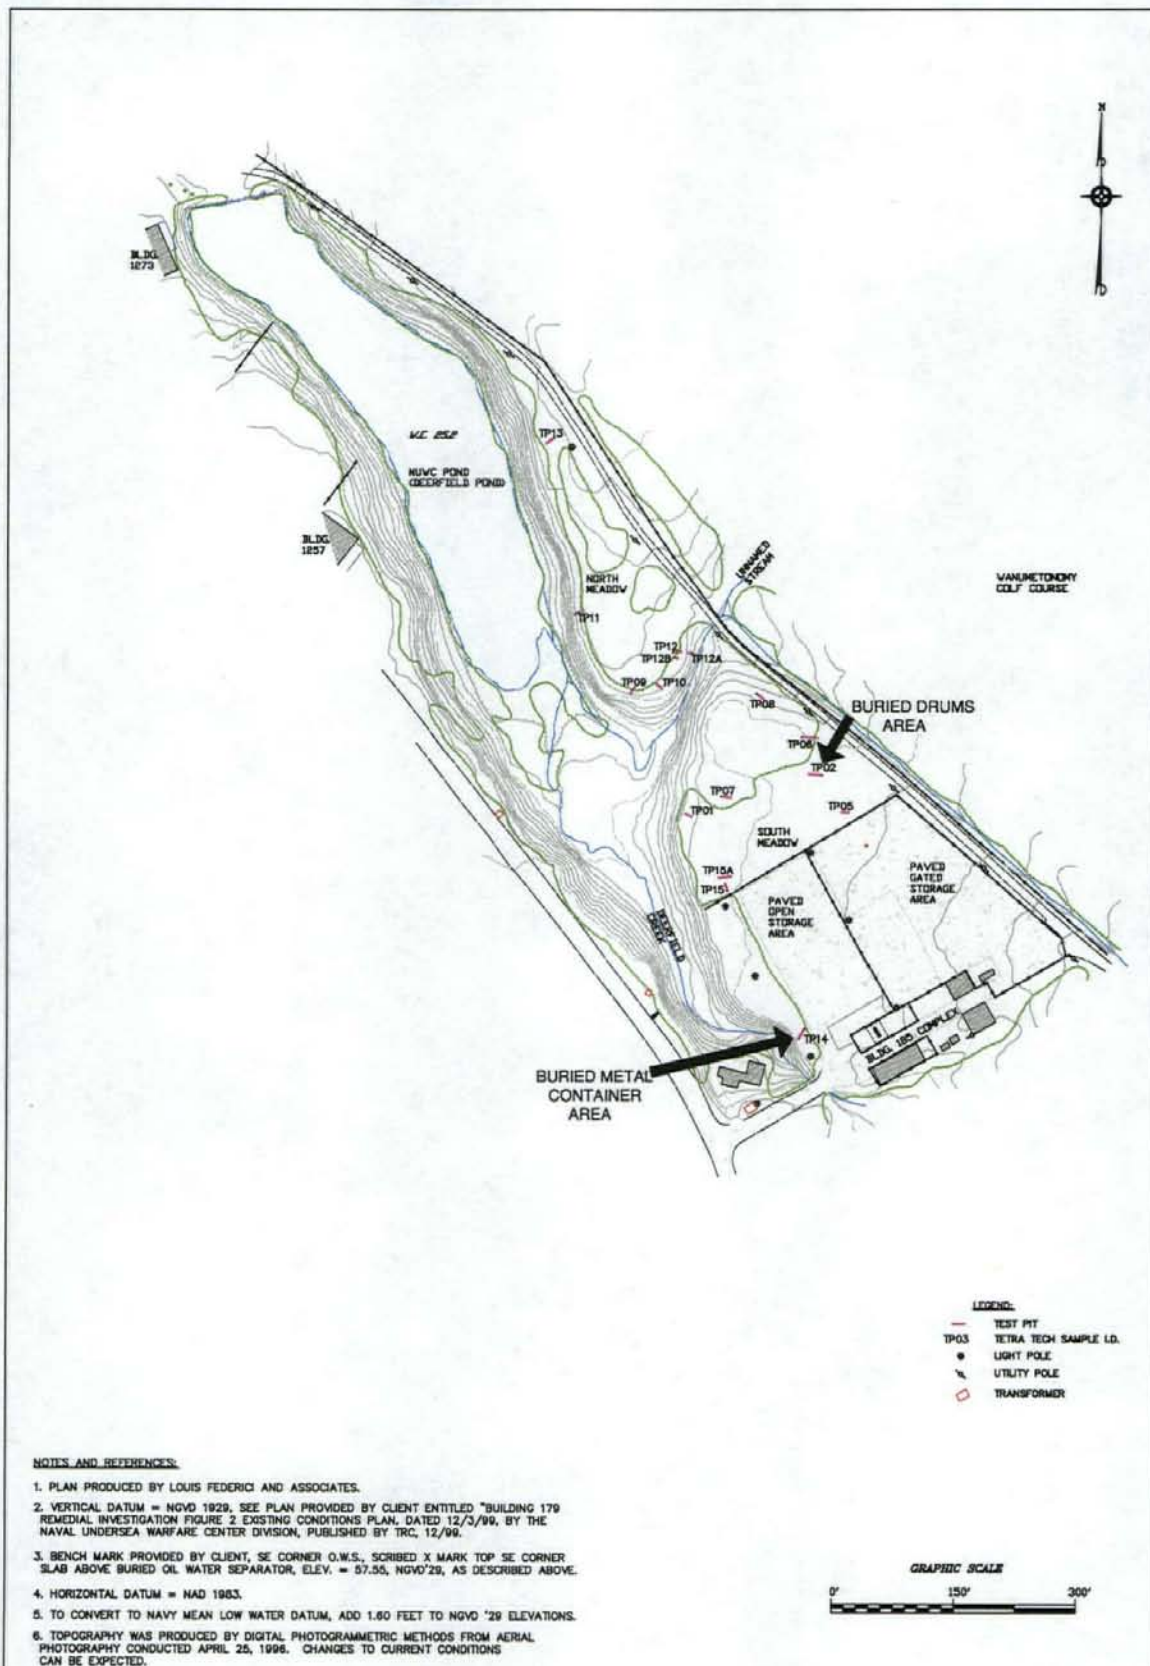 N
BLDG.
1273
W.E. 25.2
NUWC POND
(DEERFIELD POND)
TP13
BLDG.
1257
UNNAMED
STREAM
WANUMETONOMY
GOLF COURSE
NORTH
MEADOW
TP11
TP12
TP12B
TP12A
TP09
TP10
TP08
BURIED DRUMS
AREA
TP06
TP02
TP07
TP01
TP05
SOUTH
MEADOW
TP15A
TP15
PAVED
GATED
STORAGE
AREA
PAVED
OPEN
STORAGE
AREA
DEERFIELD
CREEK
TP14
BLDG. 185 COMPLEX
BURIED METAL
CONTAINER
AREA
LEGEND:
TEST PIT
TP03 TETRA TECH SAMPLE I.D.
LIGHT POLE
UTILITY POLE
TRANSFORMER
NOTES AND REFERENCES:
1. PLAN PRODUCED BY LOUIS FEDERICI AND ASSOCIATES.
2. VERTICAL DATUM = NGVD 1929, SEE PLAN PROVIDED BY CLIENT ENTITLED "BUILDING 179
REMEDIAL INVESTIGATION FIGURE 2 EXISTING CONDITIONS PLAN, DATED 12/3/99, BY THE
NAVAL UNDERSEA WARFARE CENTER DIVISION, PUBLISHED BY TRC, 12/99.
3. BENCH MARK PROVIDED BY CLIENT, SE CORNER O.W.S., SCRIBED X MARK TOP SE CORNER
SLAB ABOVE BURIED OIL WATER SEPARATOR, ELEV. = 57.55, NGVD'29, AS DESCRIBED ABOVE.
4. HORIZONTAL DATUM = NAD 1983.
5. TO CONVERT TO NAVY MEAN LOW WATER DATUM, ADD 1.60 FEET TO NGVD '29 ELEVATIONS.
6. TOPOGRAPHY WAS PRODUCED BY DIGITAL PHOTOGRAMMETRIC METHODS FROM AERIAL
PHOTOGRAPHY CONDUCTED APRIL 25, 1996. CHANGES TO CURRENT CONDITIONS
CAN BE EXPECTED.
GRAPHIC SCALE
0' 150' 300'